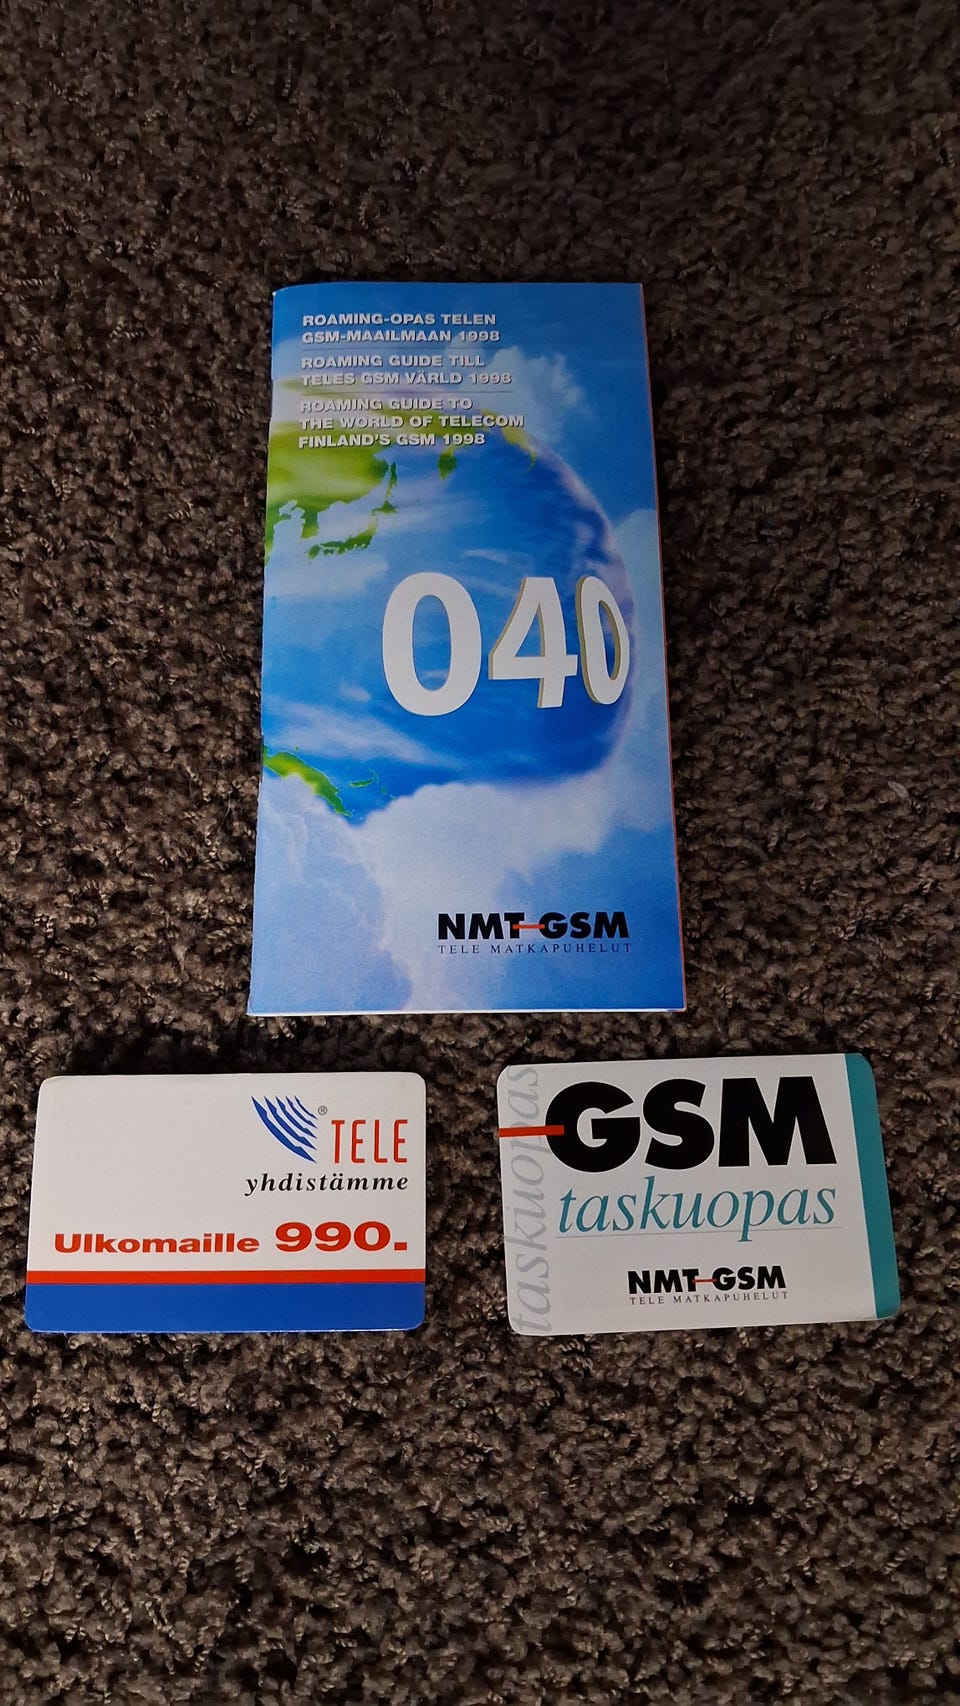 ROAMING-OPAS TELEN
GSM-MAAILMAAN 1998
ROAMING GUIDE TILL
TELES GSM VÄRLD 1998
ROAMING GUIDE TO
THE WORLD OF TELECOM
FINLAND'S GSM 1998
040
NMT-GSM
TELE MATKAPUHELUT
® TELE
yhdistämme
Ulkomaille 990.
taskuopas
GSM
taskuopas
NMT-GSM
TELE MATKAPUHELUT